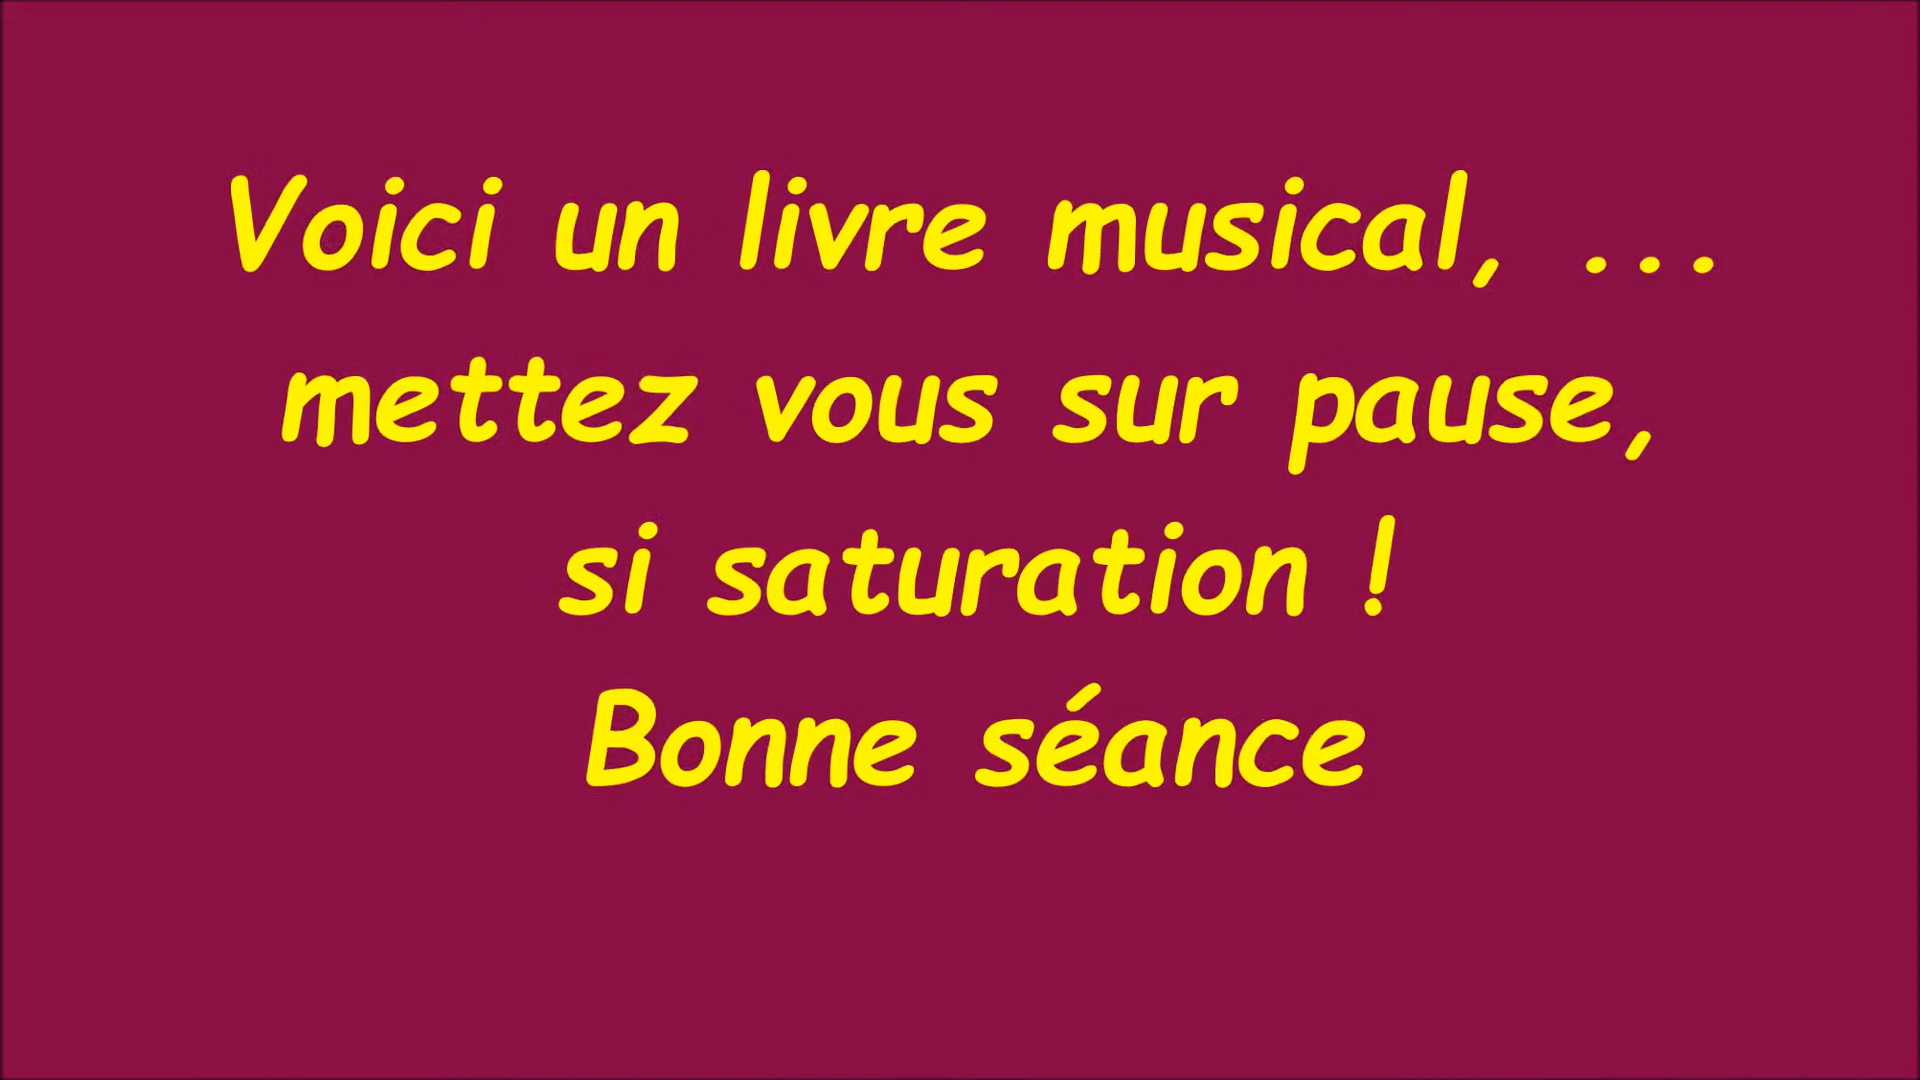 Voici un livre musical, ...
mettez vous sur pause,
si saturation !
Bonne séance